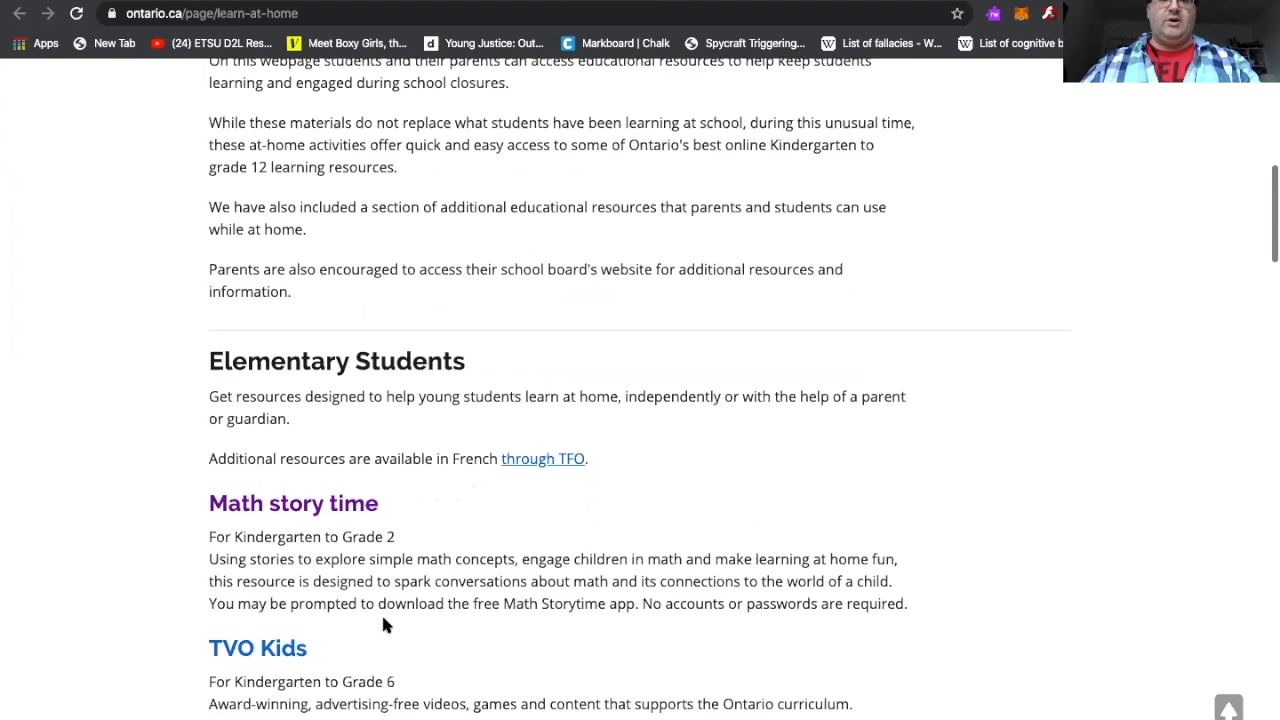 ontario.ca/page/learn-at-home
Apps New Tab (24) ETSU D2L Res... Meet Boxy Girls, th... Young Justice: Out... Markboard | Chalk Spycraft Triggering... List of fallacies - W... List of cognitive b
On this webpage students and their parents can access educational resources to help keep students
learning and engaged during school closures.
While these materials do not replace what students have been learning at school, during this unusual time,
these at-home activities offer quick and easy access to some of Ontario's best online Kindergarten to
grade 12 learning resources.
We have also included a section of additional educational resources that parents and students can use
while at home.
Parents are also encouraged to access their school board's website for additional resources and
information.
Elementary Students
Get resources designed to help young students learn at home, independently or with the help of a parent
or guardian.
Additional resources are available in French through TFO.
Math story time
For Kindergarten to Grade 2
Using stories to explore simple math concepts, engage children in math and make learning at home fun,
this resource is designed to spark conversations about math and its connections to the world of a child.
You may be prompted to download the free Math Storytime app. No accounts or passwords are required.
TVO Kids
For Kindergarten to Grade 6
Award-winning, advertising-free videos, games and content that supports the Ontario curriculum.